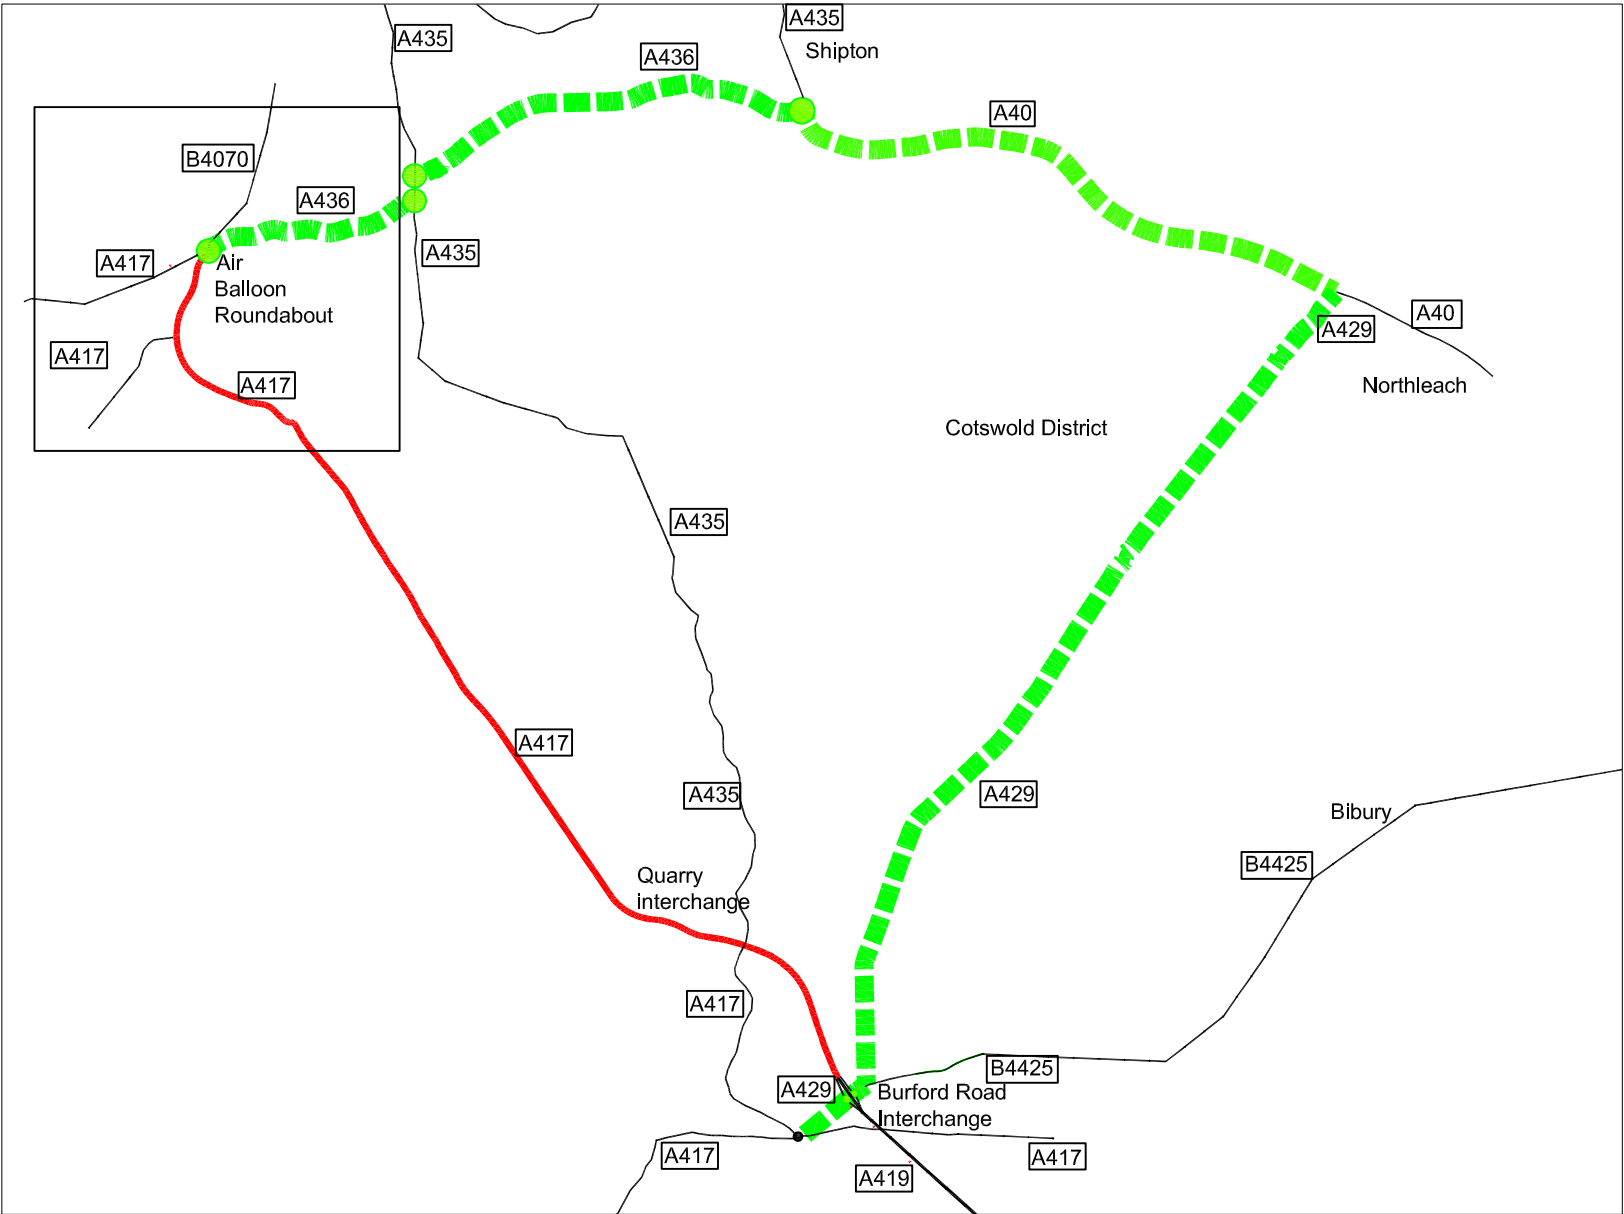 A435
A435
Shipton
A436
A40
B4070
A436
A417
Air
Balloon
Roundabout
A435
A40
A429
A417
A417
Northleach
Cotswold District
A435
A417
A435
A429
Bibury
B4425
Quarry
interchange
A417
B4425
A429
Burford Road
Interchange
A417
A417
A419